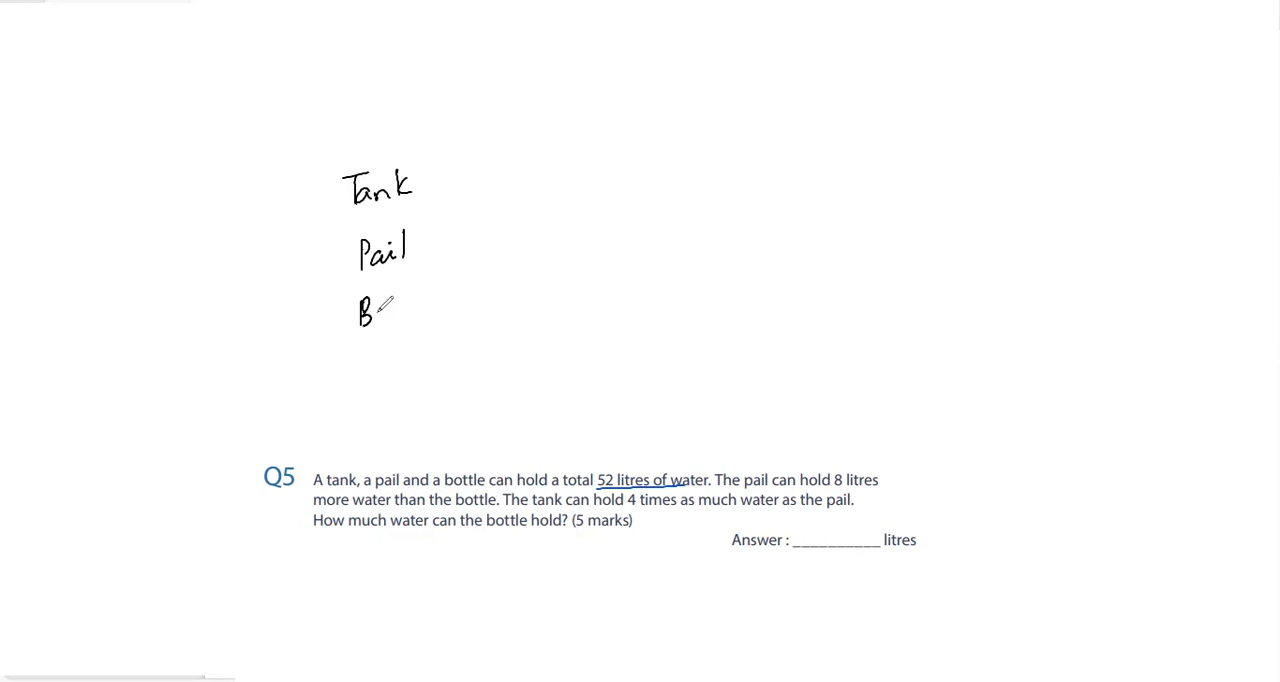 Tank
Pail
B
Q5 A tank, a pail and a bottle can hold a total 52 litres of water. The pail can hold 8 litres
more water than the bottle. The tank can hold 4 times as much water as the pail.
How much water can the bottle hold? (5 marks)
Answer : __________ litres